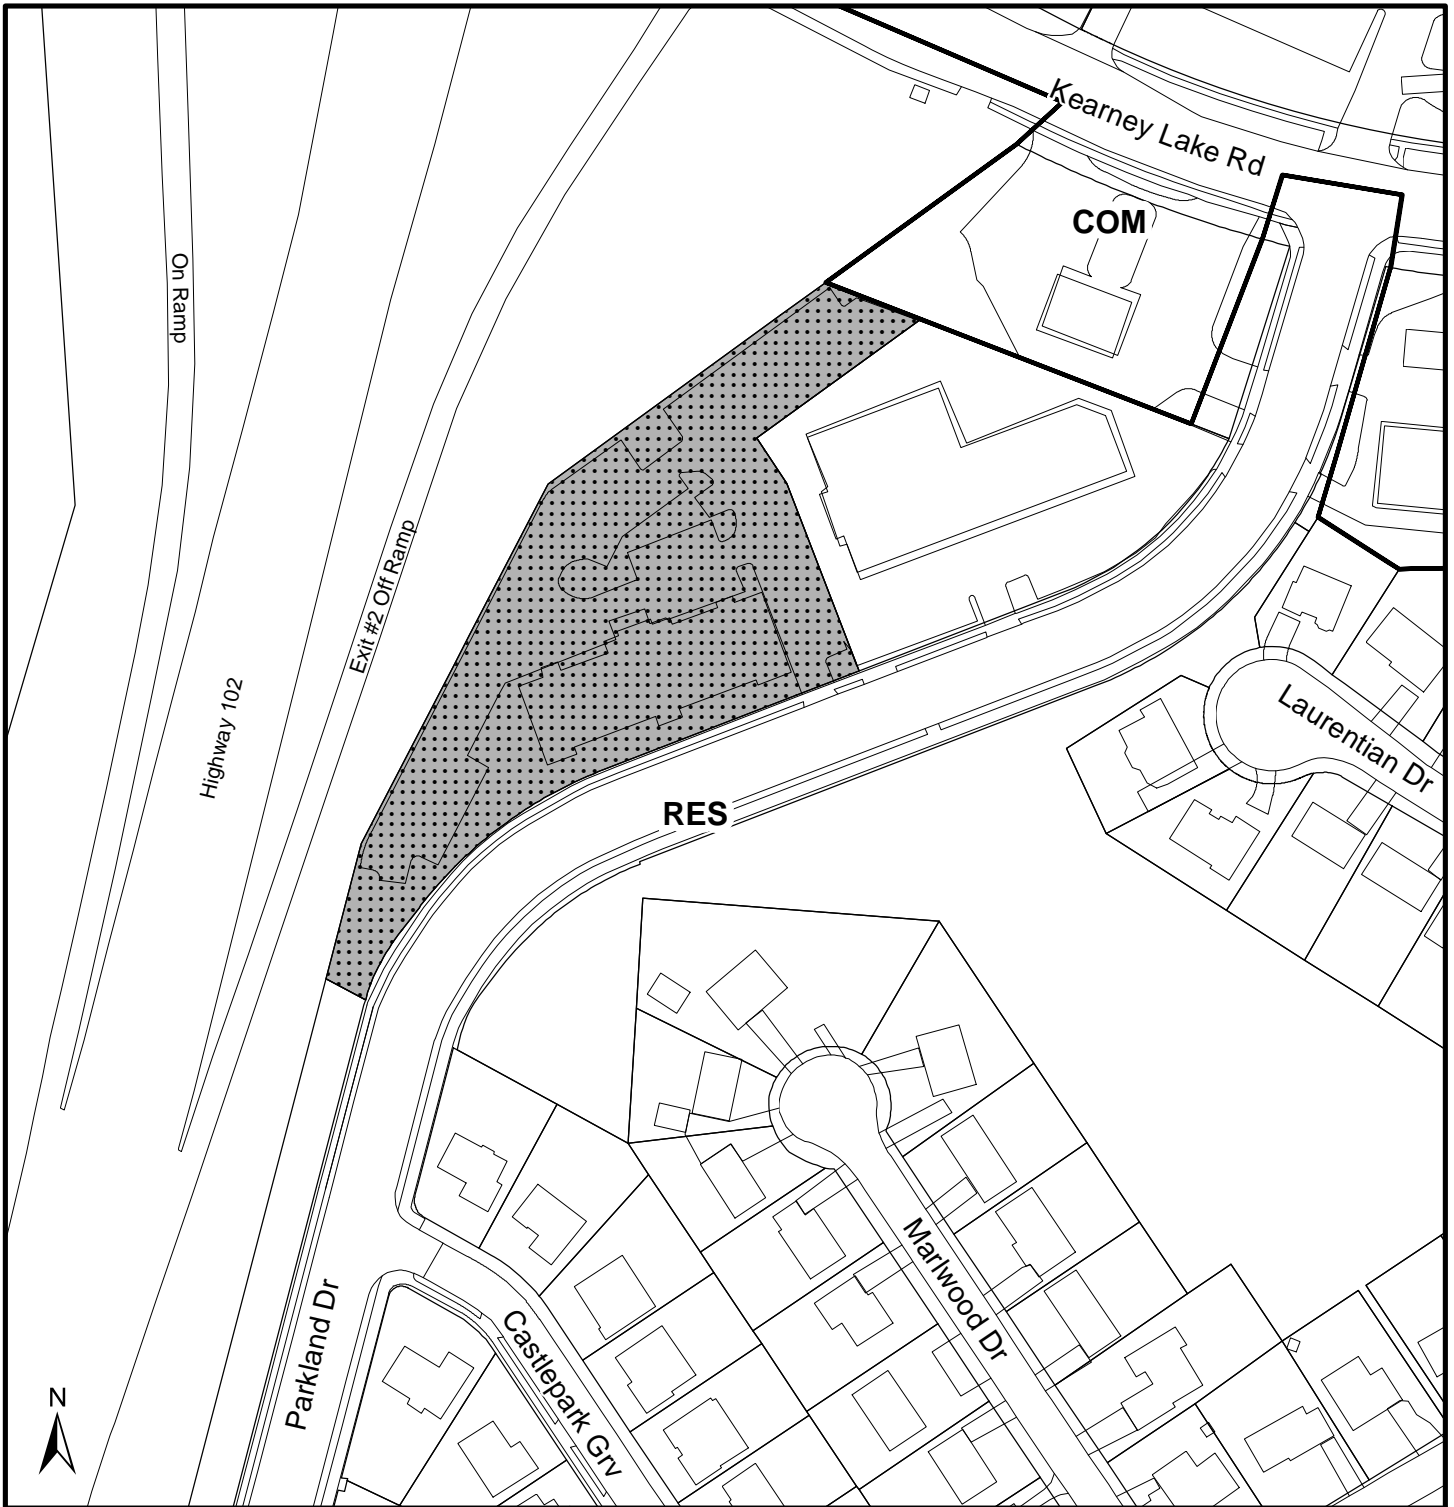 Kearney Lake Rd
COM
On Ramp
Exit #2 Off Ramp
Highway 102
Laurentian Dr
RES
Marlwood Dr
Parkland Dr
Castlepark Grv
N